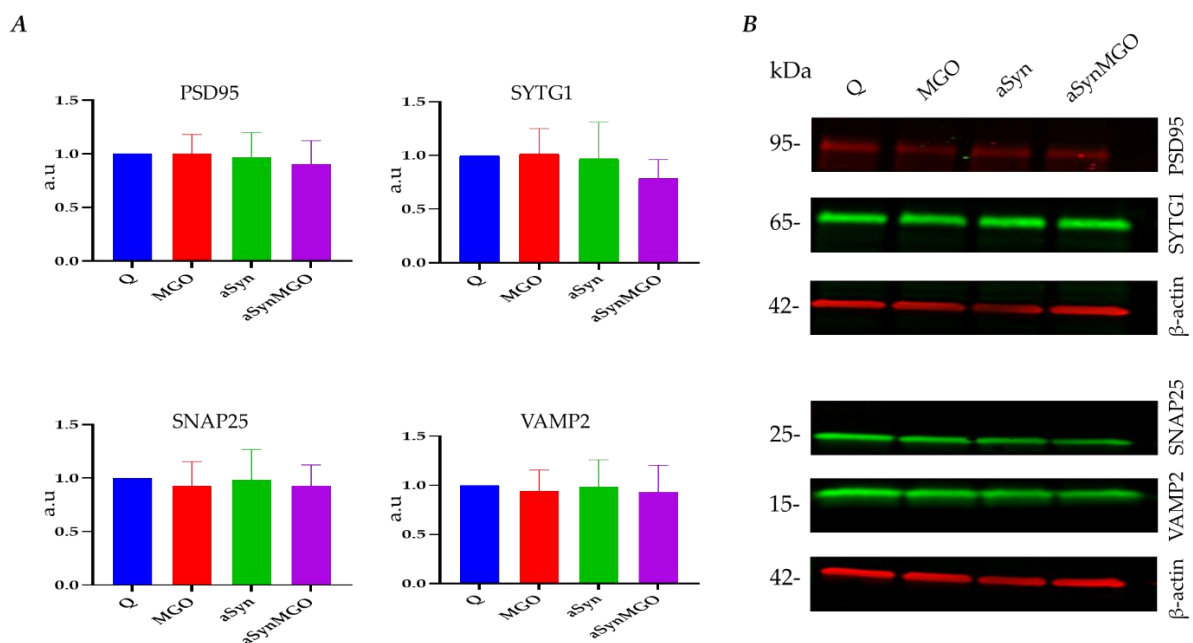 A
PSD95
1.5
1.0
0.5
0.0
a.u
Q
MGO
aSyn
aSynMGO
SYTG1
1.5
1.0
0.5
0.0
a.u
Q
MGO
aSyn
aSynMGO
SNAP25
1.5
1.0
0.5
0.0
a.u
Q
MGO
aSyn
aSynMGO
VAMP2
1.5
1.0
0.5
0.0
a.u
Q
MGO
aSyn
aSynMGO
B
kDa
Q
MGO
aSyn
aSynMGO
95-
PSD95
65-
SYTG1
42-
β-actin
25-
SNAP25
15-
VAMP2
42-
β-actin